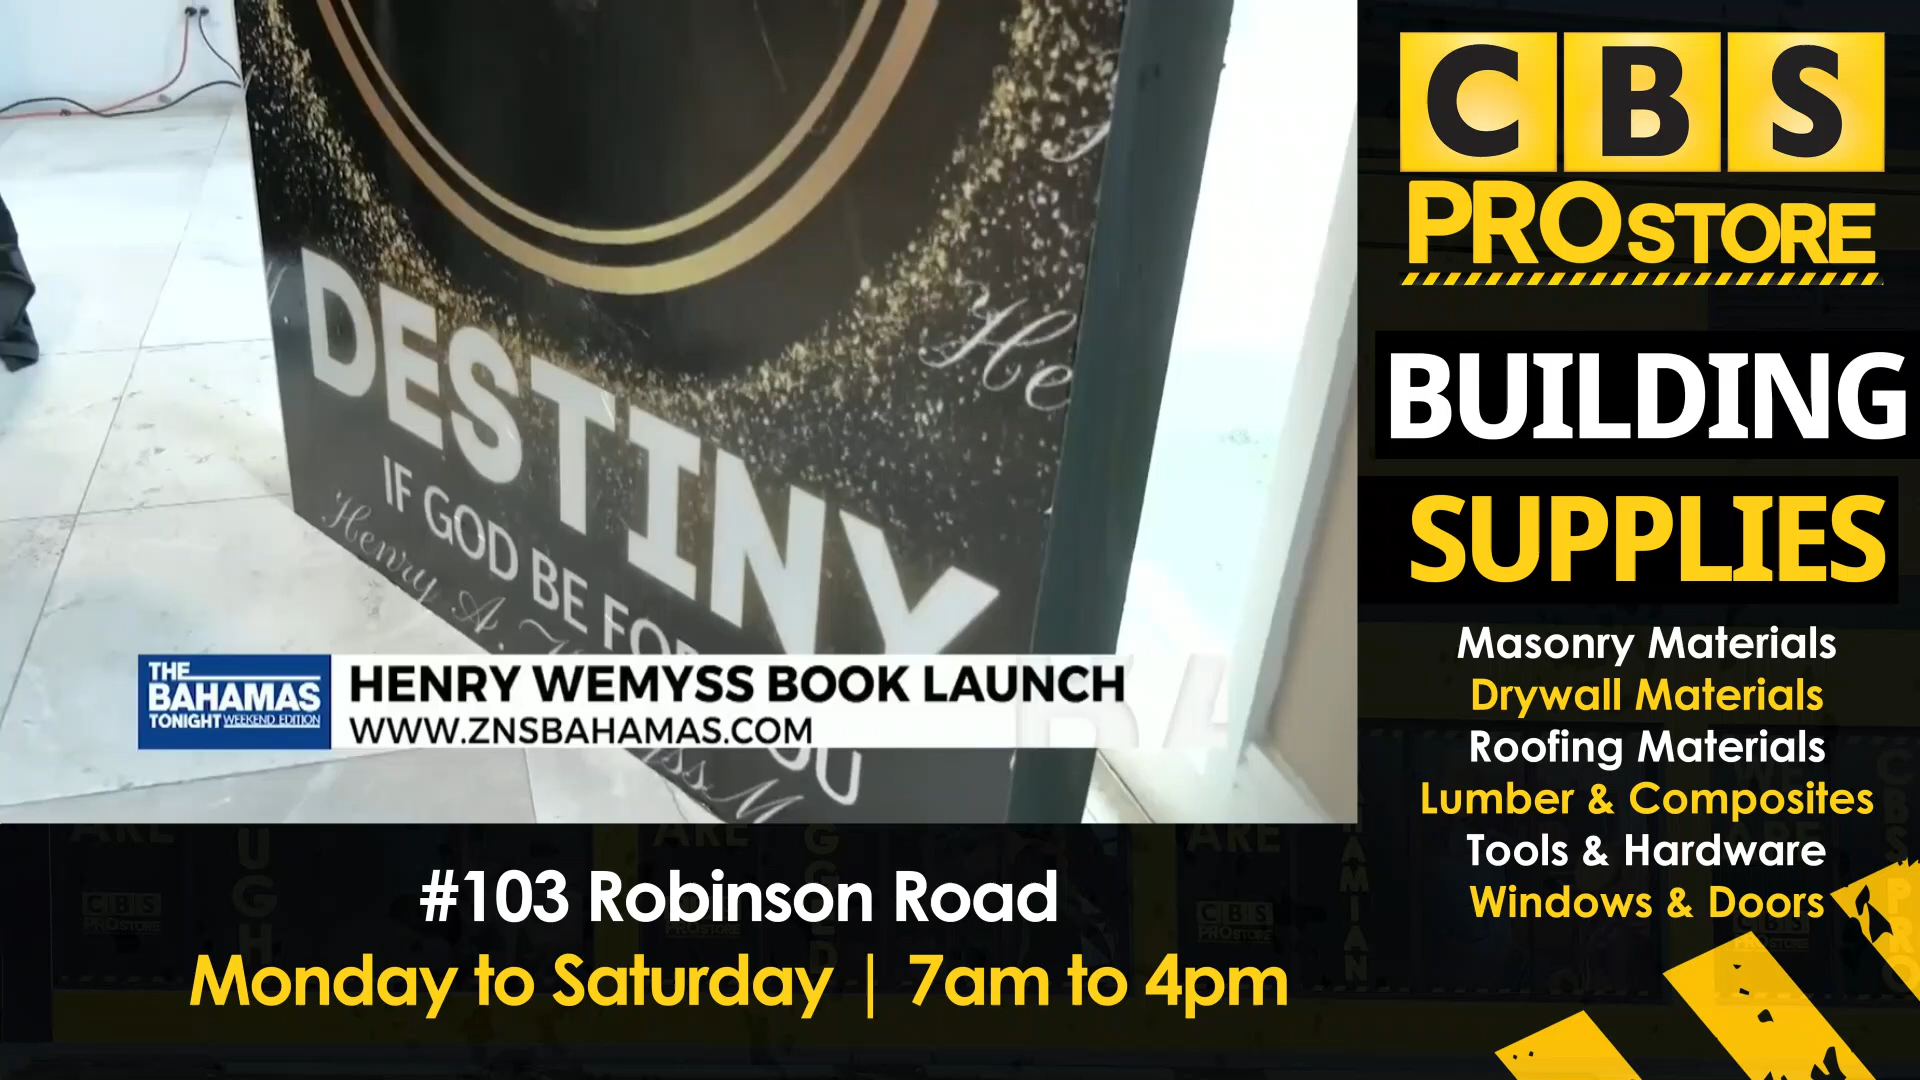 DESTINY
IF GOD BE FOR
OU
Henry A.
He
THE
BAHAMAS
TONIGHT WEEKEND EDITION
HENRY WEMYSS BOOK LAUNCH
WWW.ZNSBAHAMAS.COM
CBS
PROSTORE
BUILDING
SUPPLIES
Masonry Materials
Drywall Materials
Roofing Materials
Lumber & Composites
Tools & Hardware
Windows & Doors
#103 Robinson Road
Monday to Saturday | 7am to 4pm